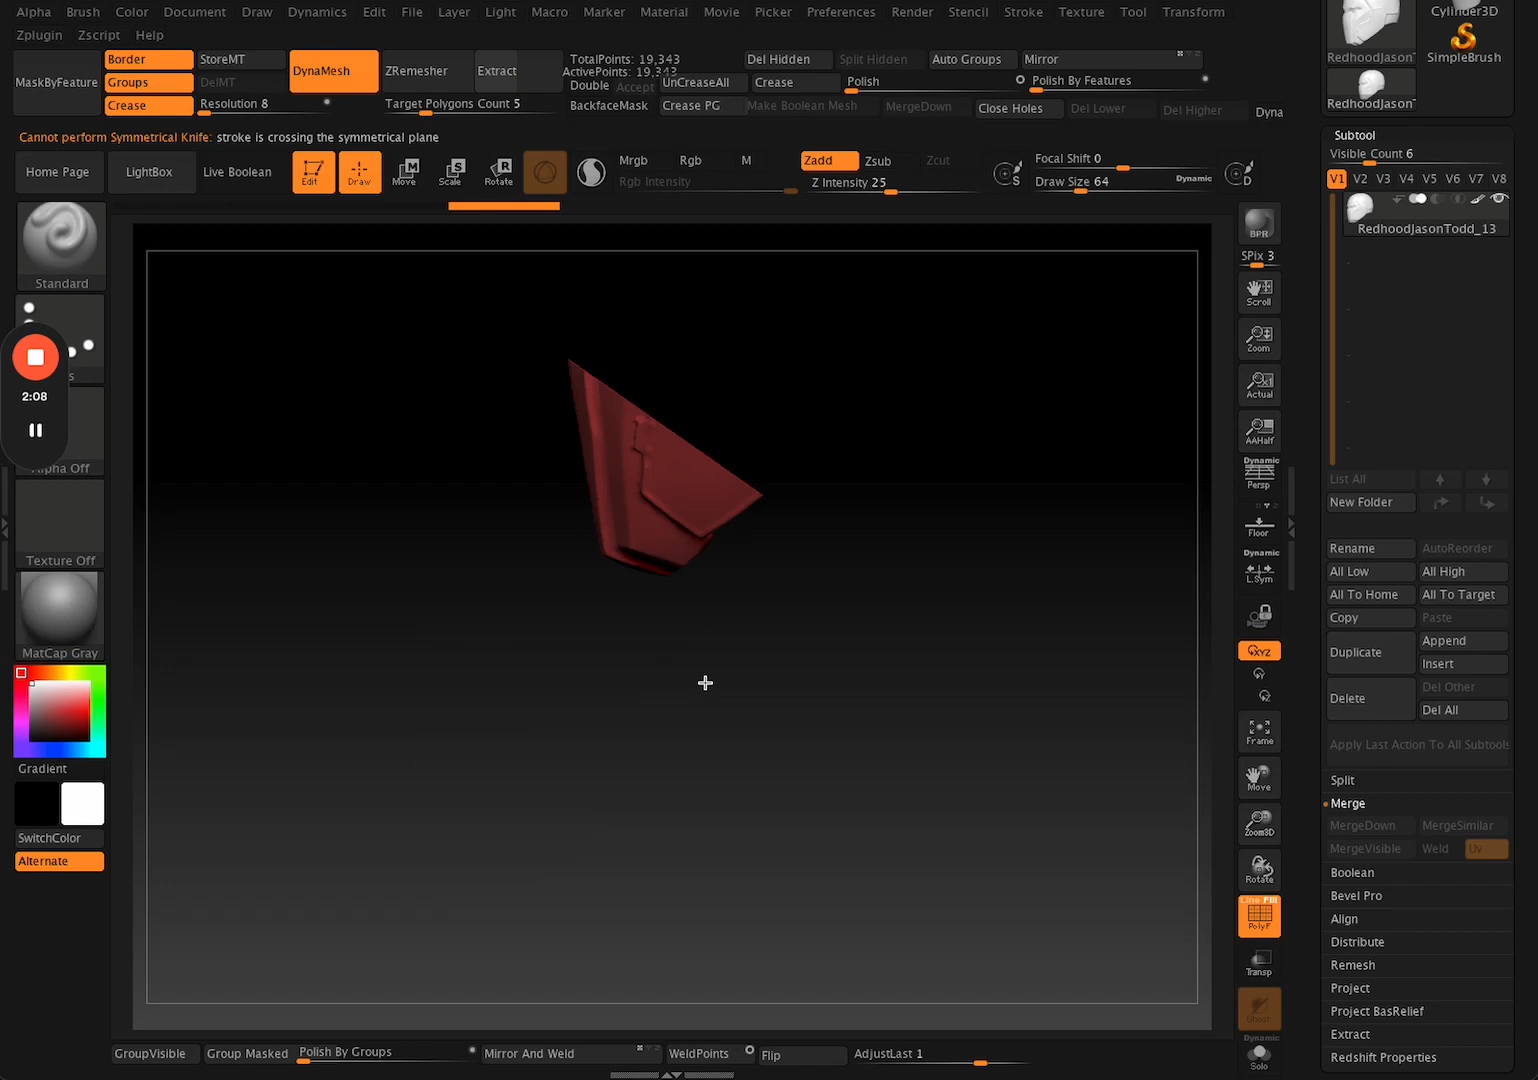 Alpha Brush Color Document Draw Dynamics Edit File Layer Light Macro Marker Material Movie Picker Preferences Render Stencil Stroke Texture Tool Transform
Zplugin Zscript Help
MaskByFeature
Border
Groups
Crease
StoreMT
DelMT
Resolution 8
DynaMesh
ZRemesher
Extract
Target Polygons Count 5
TotalPoints: 19,343
ActivePoints: 19,343
Double Accept
BackfaceMask
Del Hidden Split Hidden Auto Groups Mirror
UnCreaseAll Crease Polish Polish By Features
Crease PG Make Boolean Mesh MergeDown Close Holes Del Lower Del Higher Dyna
Cannot perform Symmetrical Knife: stroke is crossing the symmetrical plane
Home Page LightBox Live Boolean
Edit Draw Move Scale Rotate
M S R
Mrgb Rgb M
Rgb Intensity
Zadd Zsub Zcut
Z Intensity 25
S
Focal Shift 0
Draw Size 64 Dynamic
D
Standard
2:08
s
Alpha Off
Texture Off
MatCap Gray
Gradient
SwitchColor
Alternate
BPR
SPix 3
Scroll
Zoom
Actual
AAHalf
Dynamic
Persp
Floor
Dynamic
L.Sym
XYZ
Y
Z
Frame
Move
Zoom3D
Rotate
Line Fill
PolyF
Transp
Ghost
Dynamic
Solo
GroupVisible Group Masked Polish By Groups Mirror And Weld WeldPoints Flip AdjustLast 1
Cylinder3D
RedhoodJasonT
SimpleBrush
RedhoodJasonT
Subtool
Visible Count 6
V1 V2 V3 V4 V5 V6 V7 V8
RedhoodJasonTodd_13
List All
New Folder
Rename AutoReorder
All Low All High
All To Home All To Target
Copy Paste
Duplicate Append
Insert
Delete Del Other
Del All
Apply Last Action To All Subtools
Split
Merge
MergeDown MergeSimilar
MergeVisible Weld Uv
Boolean
Bevel Pro
Align
Distribute
Remesh
Project
Project BasRelief
Extract
Redshift Properties